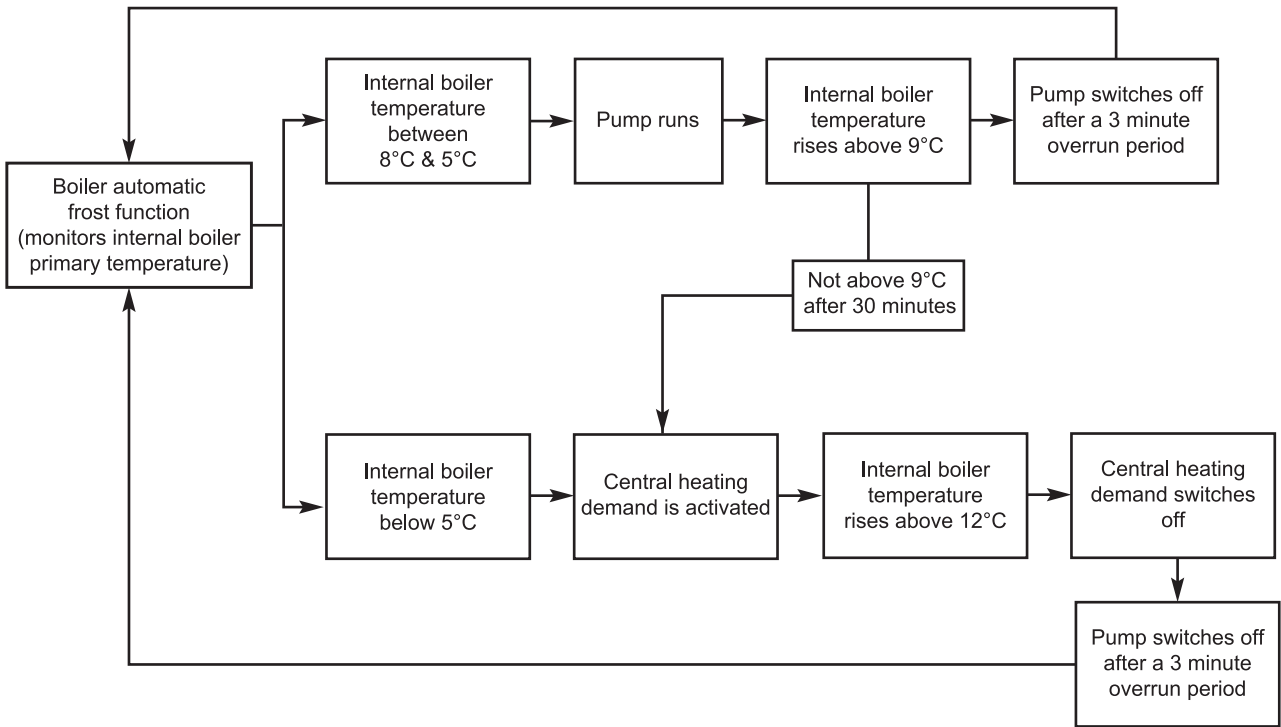 Boiler automatic
frost function
(monitors internal boiler
primary temperature)
Internal boiler
temperature
between
8°C & 5°C
Pump runs
Internal boiler
temperature
rises above 9°C
Pump switches off
after a 3 minute
overrun period
Not above 9°C
after 30 minutes
Internal boiler
temperature
below 5°C
Central heating
demand is activated
Internal boiler
temperature
rises above 12°C
Central heating
demand switches
off
Pump switches off
after a 3 minute
overrun period